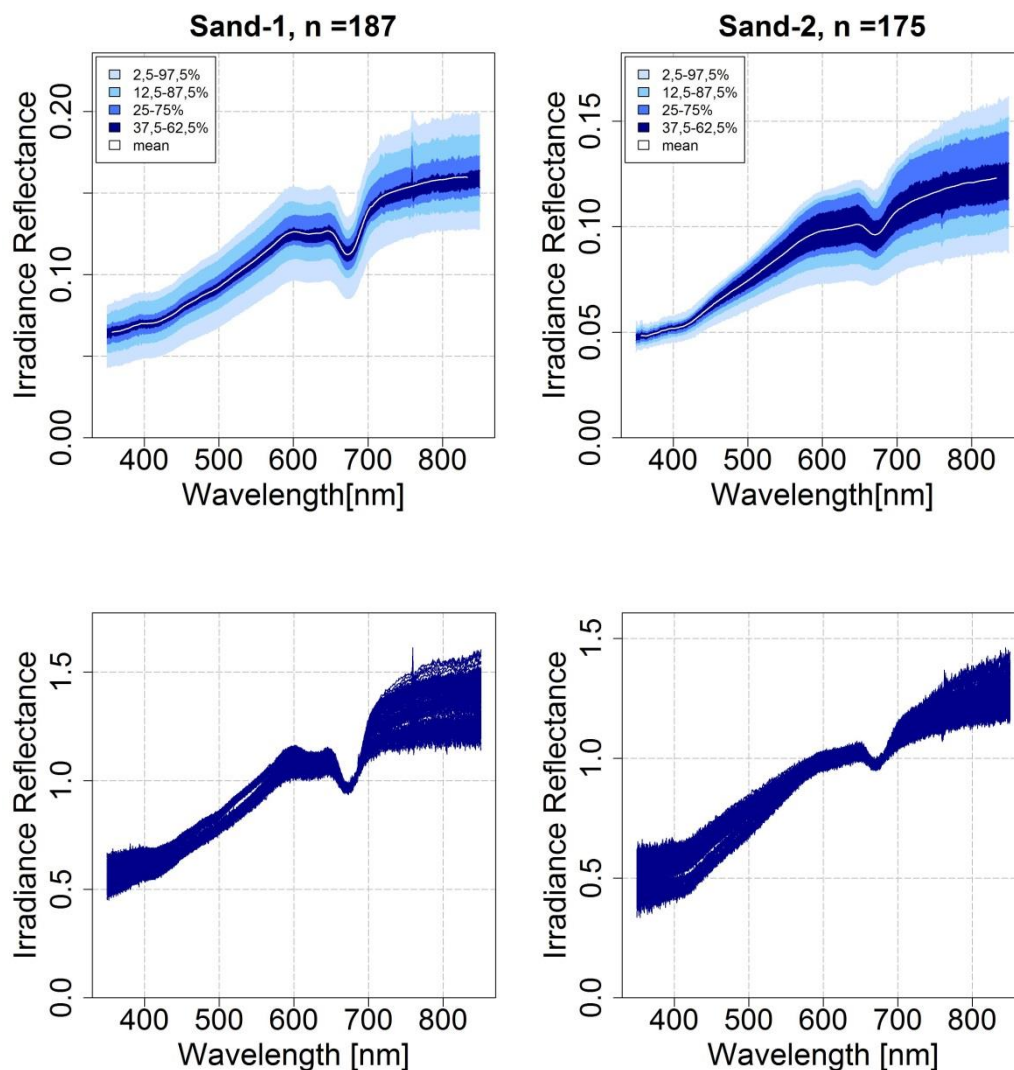 Sand-1, n =187
2,5-97,5%
12,5-87,5%
25-75%
37,5-62,5%
mean
Irradiance Reflectance
0.00 0.10 0.20
400 500 600 700 800
Wavelength[nm]
Sand-2, n =175
2,5-97,5%
12,5-87,5%
25-75%
37,5-62,5%
mean
Irradiance Reflectance
0.00 0.05 0.10 0.15
400 500 600 700 800
Wavelength[nm]
Irradiance Reflectance
0.0 0.5 1.0 1.5
400 500 600 700 800
Wavelength [nm]
Irradiance Reflectance
0.0 0.5 1.0 1.5
400 500 600 700 800
Wavelength [nm]